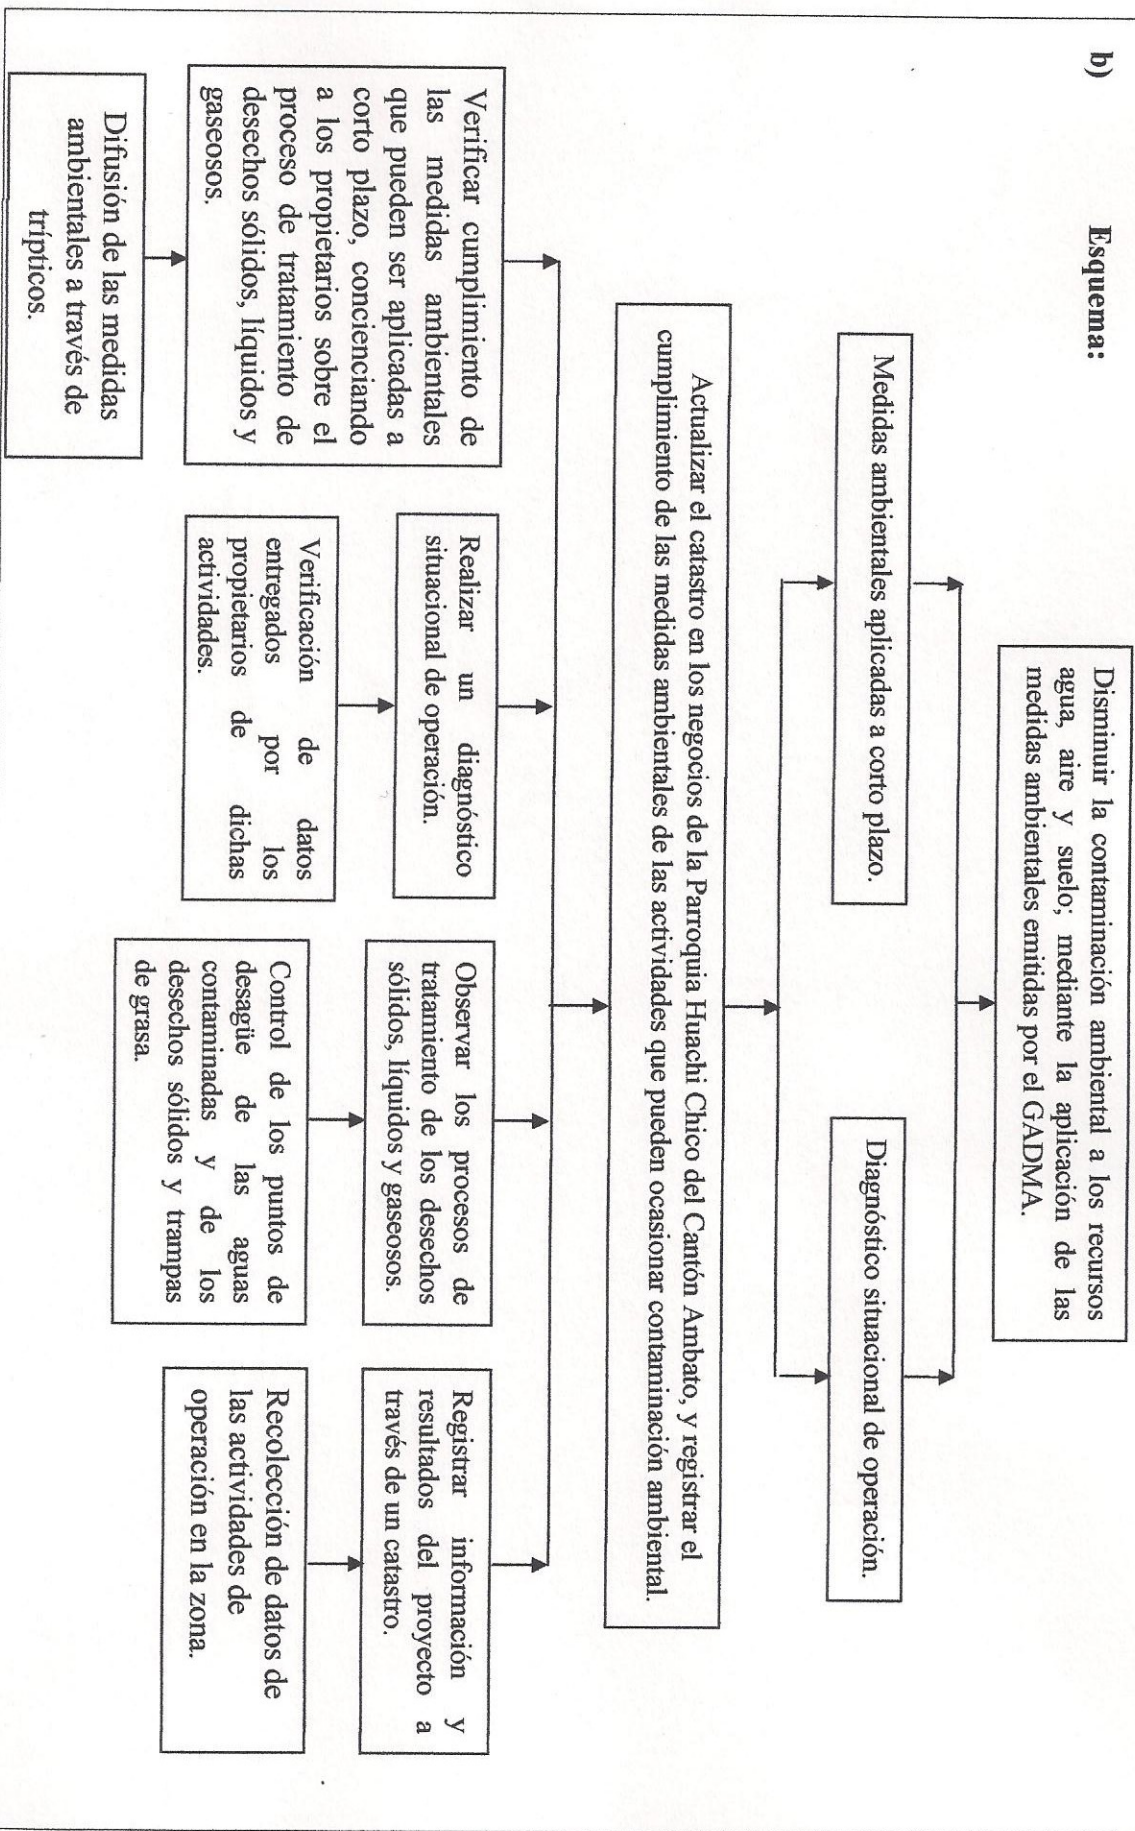 b) Esquema:
Disminuir la contaminación ambiental a los recursos
agua, aire y suelo; mediante la aplicación de las
medidas ambientales emitidas por el GADMA.
Medidas ambientales aplicadas a corto plazo.
Diagnóstico situacional de operación.
Actualizar el catastro en los negocios de la Parroquia Huachi Chico del Cantón Ambato, y registrar el
cumplimiento de las medidas ambientales de las actividades que pueden ocasionar contaminación ambiental.
Verificar cumplimiento de
las medidas ambientales
que pueden ser aplicadas a
corto plazo, concienciando
a los propietarios sobre el
proceso de tratamiento de
desechos sólidos, líquidos y
gaseosos.
Realizar un diagnóstico
situacional de operación.
Observar los procesos de
tratamiento de los desechos
sólidos, líquidos y gaseosos.
Registrar información y
resultados del proyecto a
través de un catastro.
Difusión de las medidas
ambientales a través de
trípticos.
Verificación de datos
entregados por los
propietarios de dichas
actividades.
Control de los puntos de
desagüe de las aguas
contaminadas y de los
desechos sólidos y trampas
de grasa.
Recolección de datos de
las actividades de
operación en la zona.